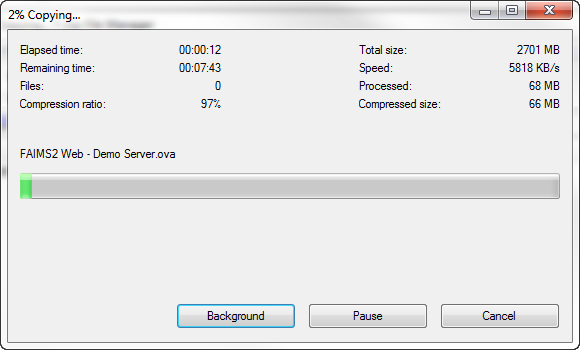 2% Copying...
Elapsed time: 00:00:12 Total size: 2701 MB
Remaining time: 00:07:43 Speed: 5818 KB/s
Files: 0 Processed: 68 MB
Compression ratio: 97% Compressed size: 66 MB
FAIMS2 Web - Demo Server.ova
Background Pause Cancel